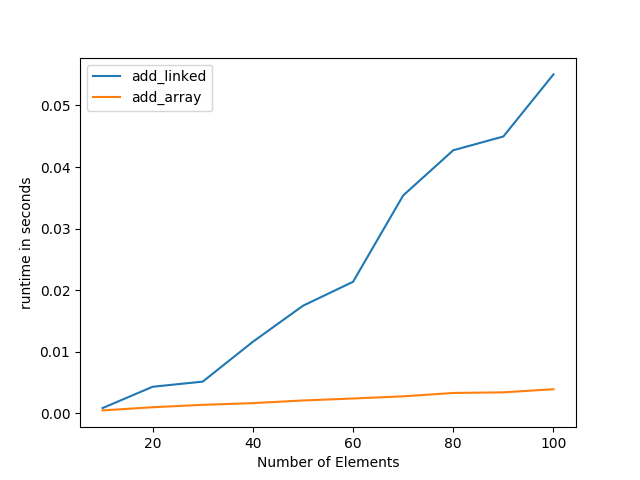 add_linked
add_array
0.05
0.04
0.03
0.02
0.01
0.00
runtime in seconds
20 40 60 80 100
Number of Elements